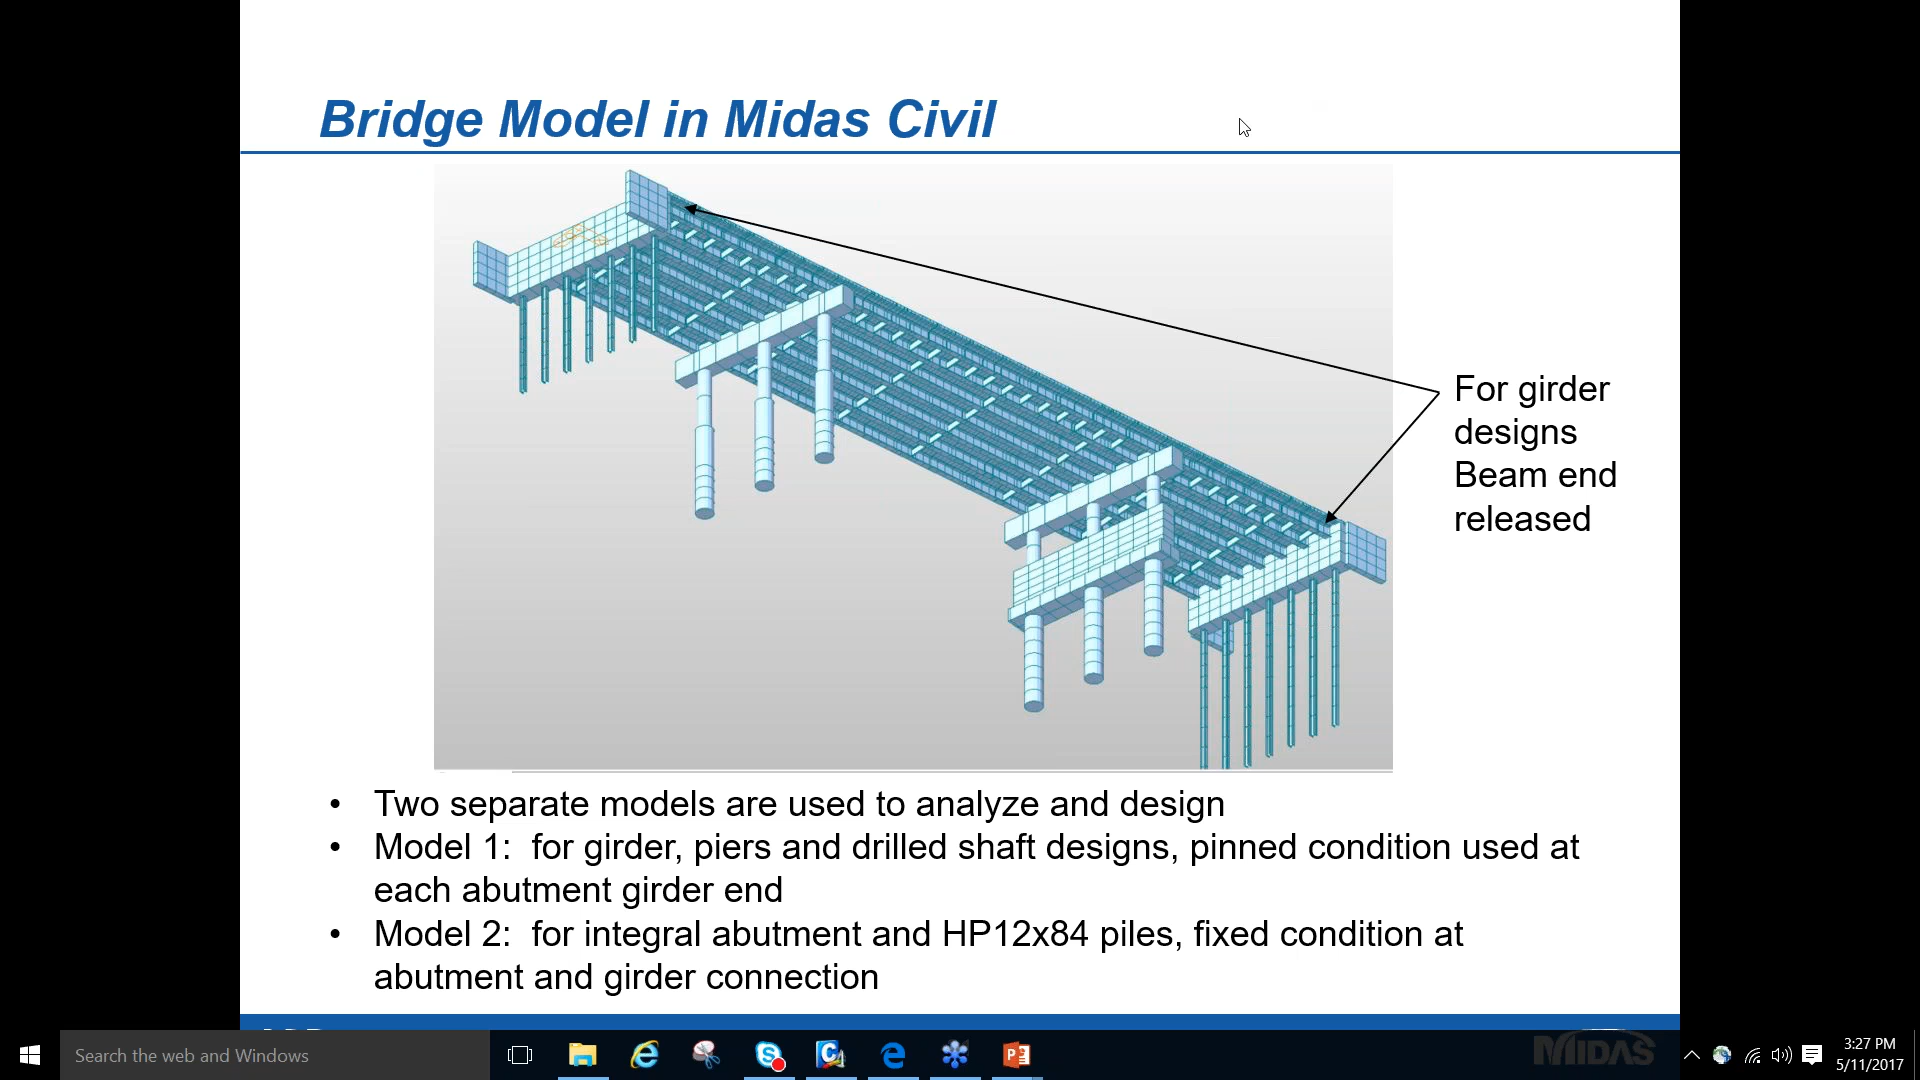 Bridge Model in Midas Civil
For girder
designs
Beam end
released
• Two separate models are used to analyze and design
• Model 1:  for girder, piers and drilled shaft designs, pinned condition used at
each abutment girder end
• Model 2:  for integral abutment and HP12x84 piles, fixed condition at
abutment and girder connection
Search the web and Windows
MIDAS
3:27 PM
5/11/2017